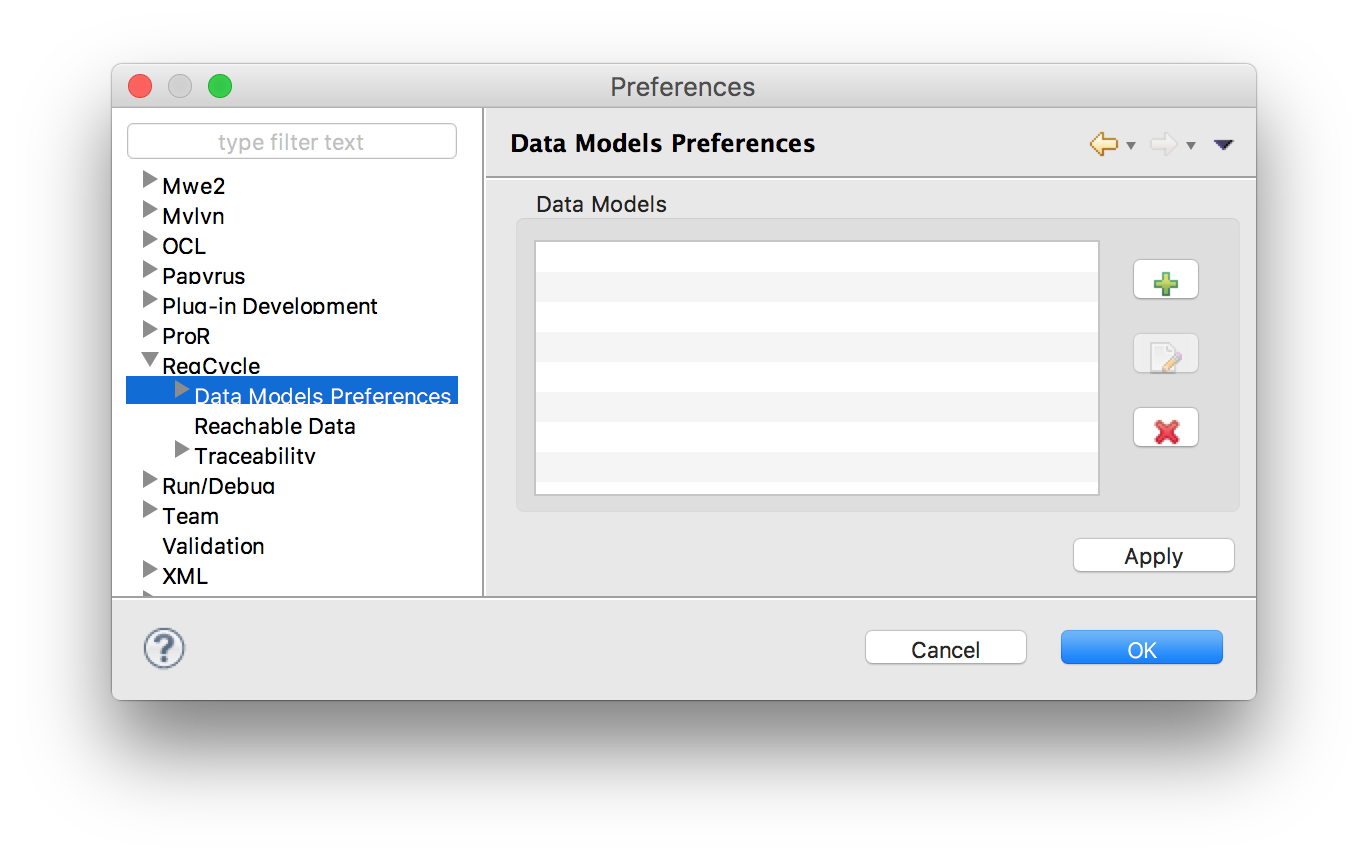 Preferences
type filter text
Data Models Preferences
Mwe2
Mylyn
OCL
Papyrus
Plug-in Development
ProR
ReqCycle
Data Models Preferences
Reachable Data
Traceability
Run/Debug
Team
Validation
XML
Data Models
Apply
?
Cancel
OK